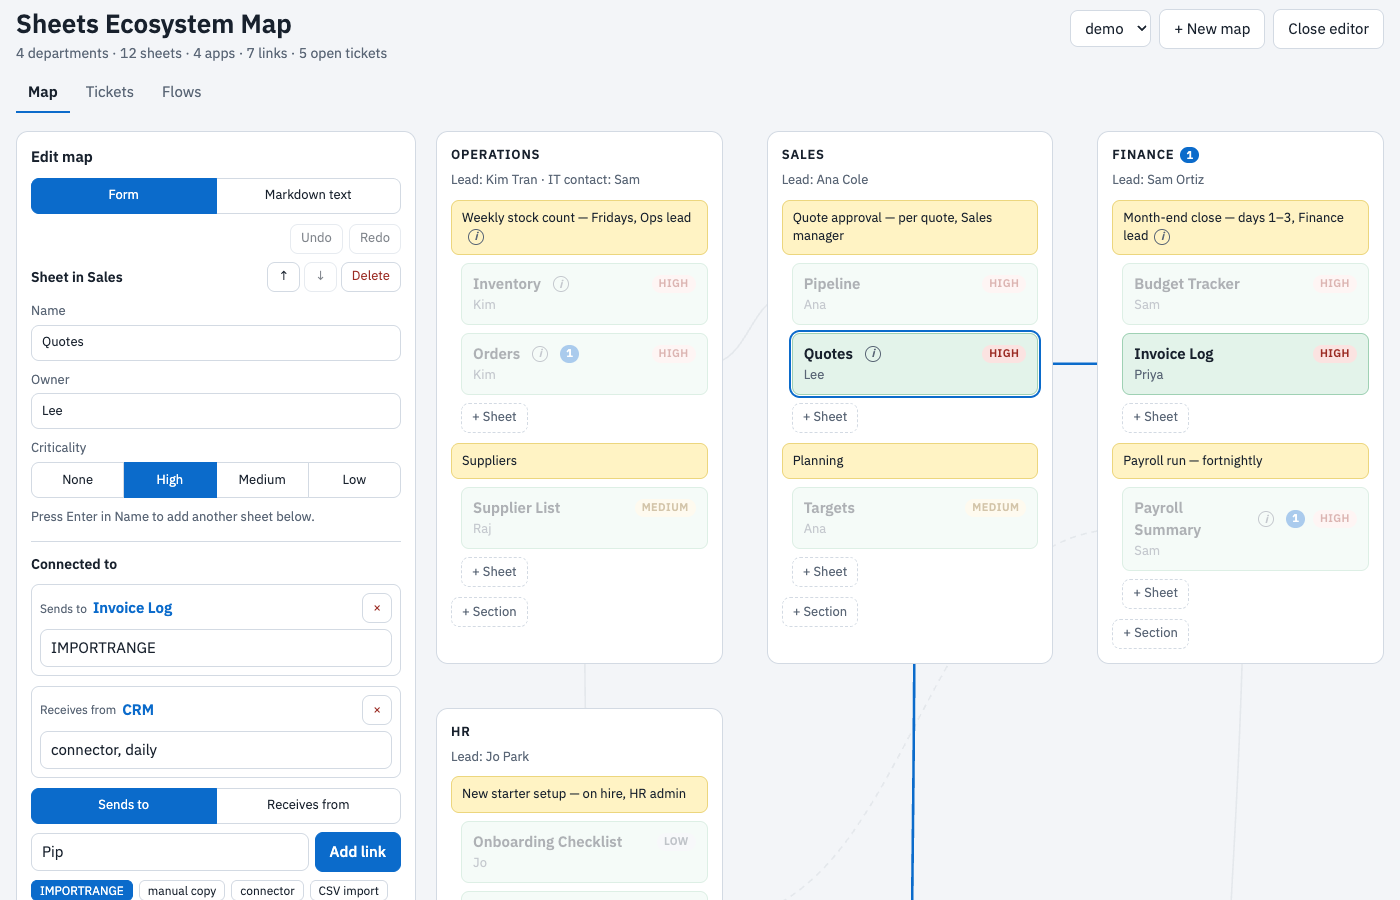 Sheets Ecosystem Map
4 departments · 12 sheets · 4 apps · 7 links · 5 open tickets
demo
+ New map
Close editor
Map
Tickets
Flows
Edit map
Form
Markdown text
Undo
Redo
Sheet in Sales
↑
↓
Delete
Name
Quotes
Owner
Lee
Criticality
None
High
Medium
Low
Press Enter in Name to add another sheet below.
Connected to
Sends to Invoice Log
×
IMPORTRANGE
Receives from CRM
×
connector, daily
Sends to
Receives from
Pip
Add link
IMPORTRANGE
manual copy
connector
CSV import
OPERATIONS
Lead: Kim Tran · IT contact: Sam
Weekly stock count — Fridays, Ops lead
i
Inventory i HIGH
Kim
Orders i 1 HIGH
Kim
+ Sheet
Suppliers
Supplier List MEDIUM
Raj
+ Sheet
+ Section
SALES
Lead: Ana Cole
Quote approval — per quote, Sales
manager
Pipeline HIGH
Ana
Quotes i HIGH
Lee
+ Sheet
Planning
Targets MEDIUM
Ana
+ Sheet
+ Section
FINANCE 1
Lead: Sam Ortiz
Month-end close — days 1–3, Finance
lead i
Budget Tracker HIGH
Sam
Invoice Log HIGH
Priya
+ Sheet
Payroll run — fortnightly
Payroll
Summary i 1 HIGH
Sam
+ Sheet
+ Section
HR
Lead: Jo Park
New starter setup — on hire, HR admin
Onboarding Checklist LOW
Jo